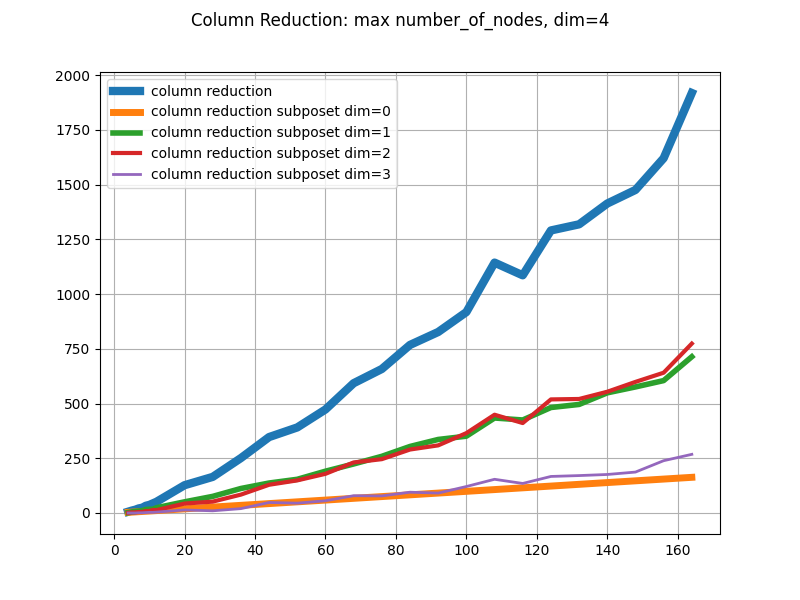 Column Reduction: max number_of_nodes, dim=4
2000
1750
1500
1250
1000
750
500
250
0
column reduction
column reduction subposet dim=0
column reduction subposet dim=1
column reduction subposet dim=2
column reduction subposet dim=3
0 20 40 60 80 100 120 140 160